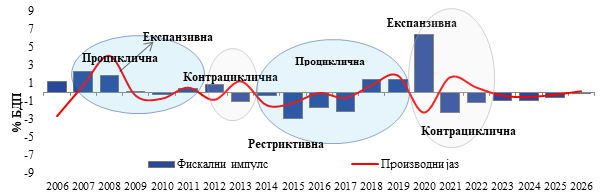 9
7
5
3
1
-1
-3
-5
-7
-9
% БДП
Експанзивна
Проциклична
Контрациклична
Проциклична
Рестриктивна
Експанзивна
Контрациклична
Фискални импулс
Производни јаз
2006 2007 2008 2009 2010 2011 2012 2013 2014 2015 2016 2017 2018 2019 2020 2021 2022 2023 2024 2025 2026